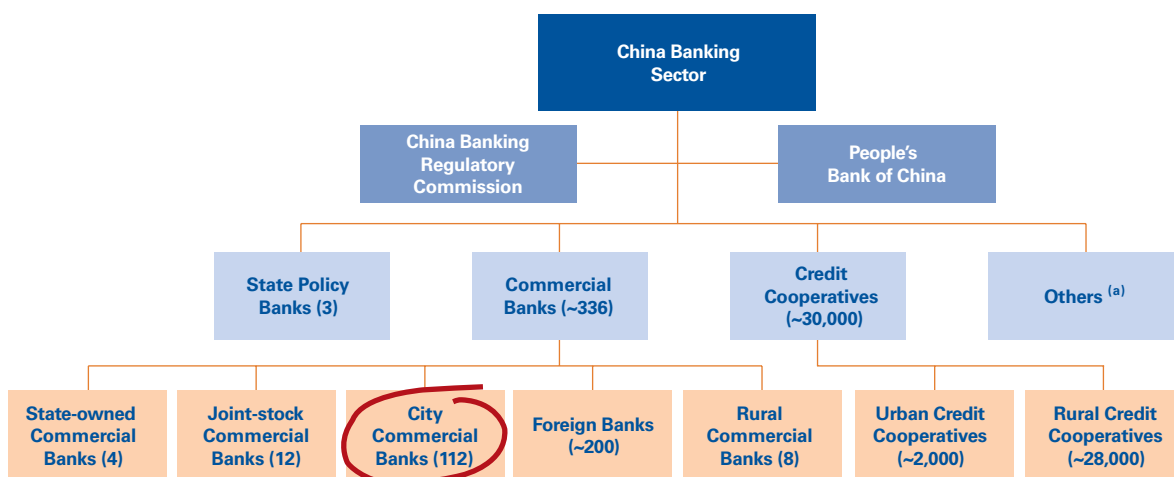 China Banking
Sector
China Banking
Regulatory
Commission
People's
Bank of China
State Policy
Banks (3)
Commercial
Banks (~336)
Credit
Cooperatives
(~30,000)
Others (a)
State-owned
Commercial
Banks (4)
Joint-stock
Commercial
Banks (12)
City
Commercial
Banks (112)
Foreign Banks
(~200)
Rural
Commercial
Banks (8)
Urban Credit
Cooperatives
(~2,000)
Rural Credit
Cooperatives
(~28,000)